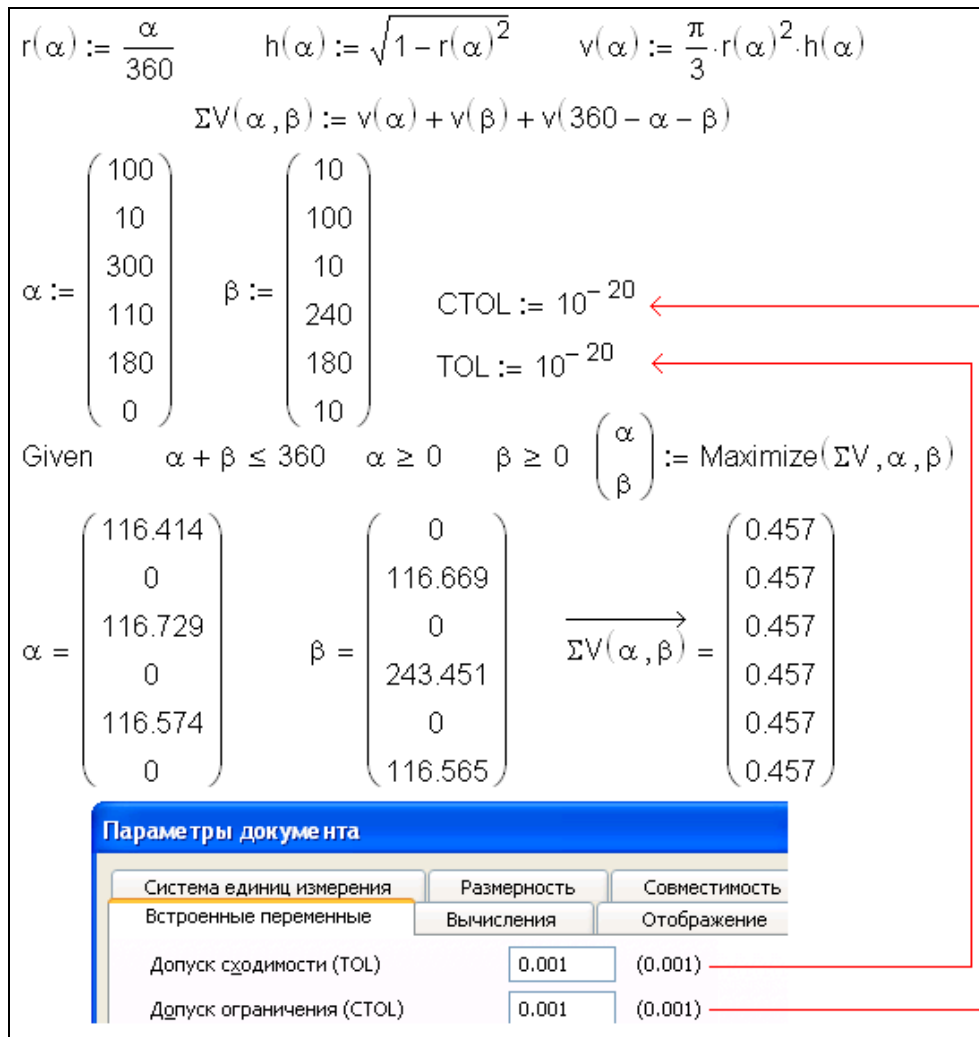 r(α) := α/360    h(α) := √(1 − r(α)²)    v(α) := π/3 · r(α)² · h(α)
ΣV(α, β) := v(α) + v(β) + v(360 − α − β)
α := (100 10 300 110 180 0)    β := (10 100 10 240 180 10)
CTOL := 10⁻²⁰
TOL := 10⁻²⁰
Given    α + β ≤ 360    α ≥ 0    β ≥ 0    (α β) := Maximize(ΣV, α, β)
α = (116.414 0 116.729 0 116.574 0)    β = (0 116.669 0 243.451 0 116.565)    ΣV(α, β) = (0.457 0.457 0.457 0.457 0.457 0.457)
Параметры документа
Система единиц измерения    Размерность    Совместимость
Встроенные переменные    Вычисления    Отображение
Допуск сходимости (TOL)    0.001    (0.001)
Допуск ограничения (CTOL)    0.001    (0.001)